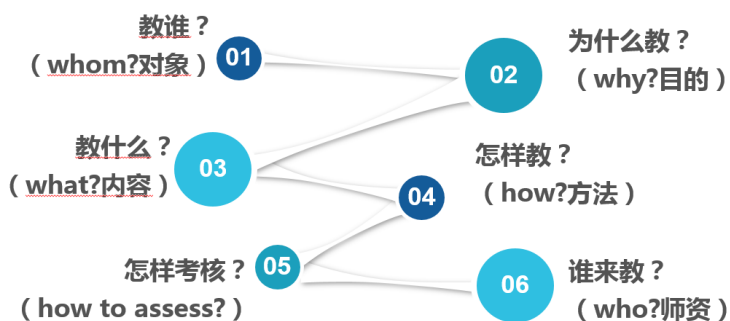 教谁？
（whom?对象）
01
02
为什么教？
（why?目的）
教什么？
（what?内容）
03
04
怎样教？
（how?方法）
怎样考核？
（how to assess?）
05
06
谁来教？
（who?师资）